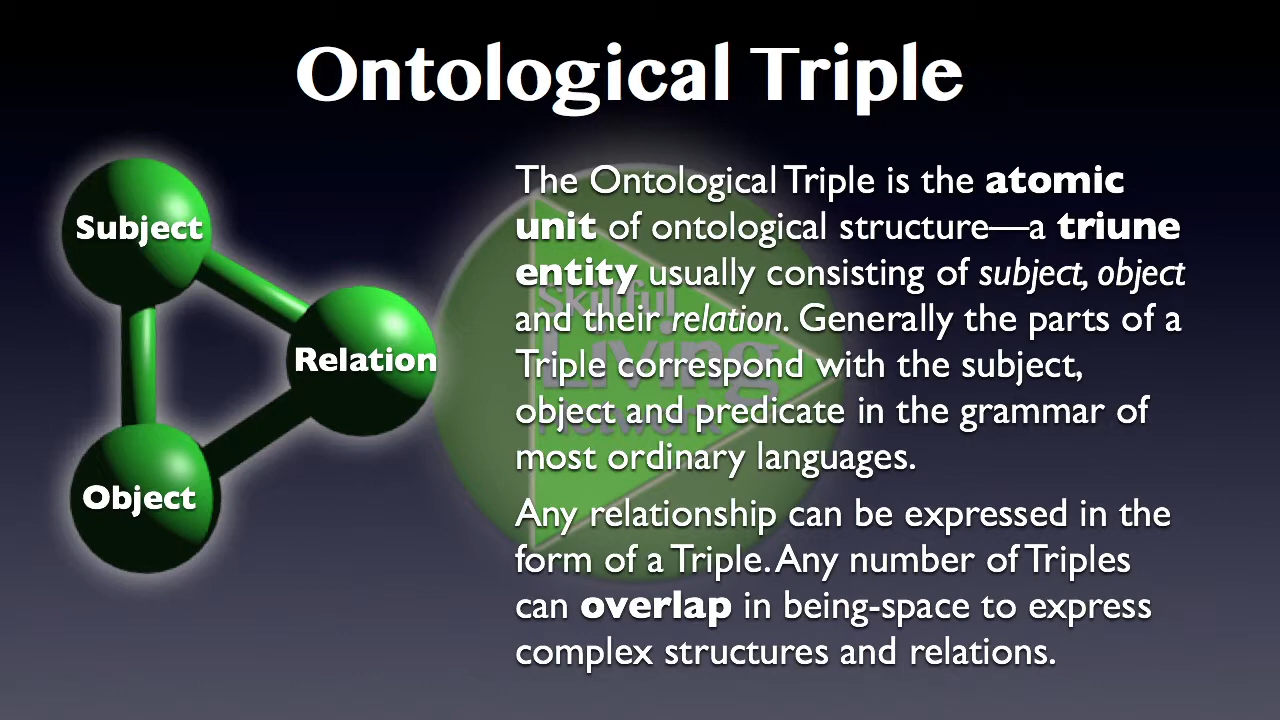 Ontological Triple
Subject
Relation
Object
The Ontological Triple is the atomic
unit of ontological structure—a triune
entity usually consisting of subject, object
and their relation. Generally the parts of a
Triple correspond with the subject,
object and predicate in the grammar of
most ordinary languages.
Any relationship can be expressed in the
form of a Triple. Any number of Triples
can overlap in being-space to express
complex structures and relations.
Skillful
Living
Network